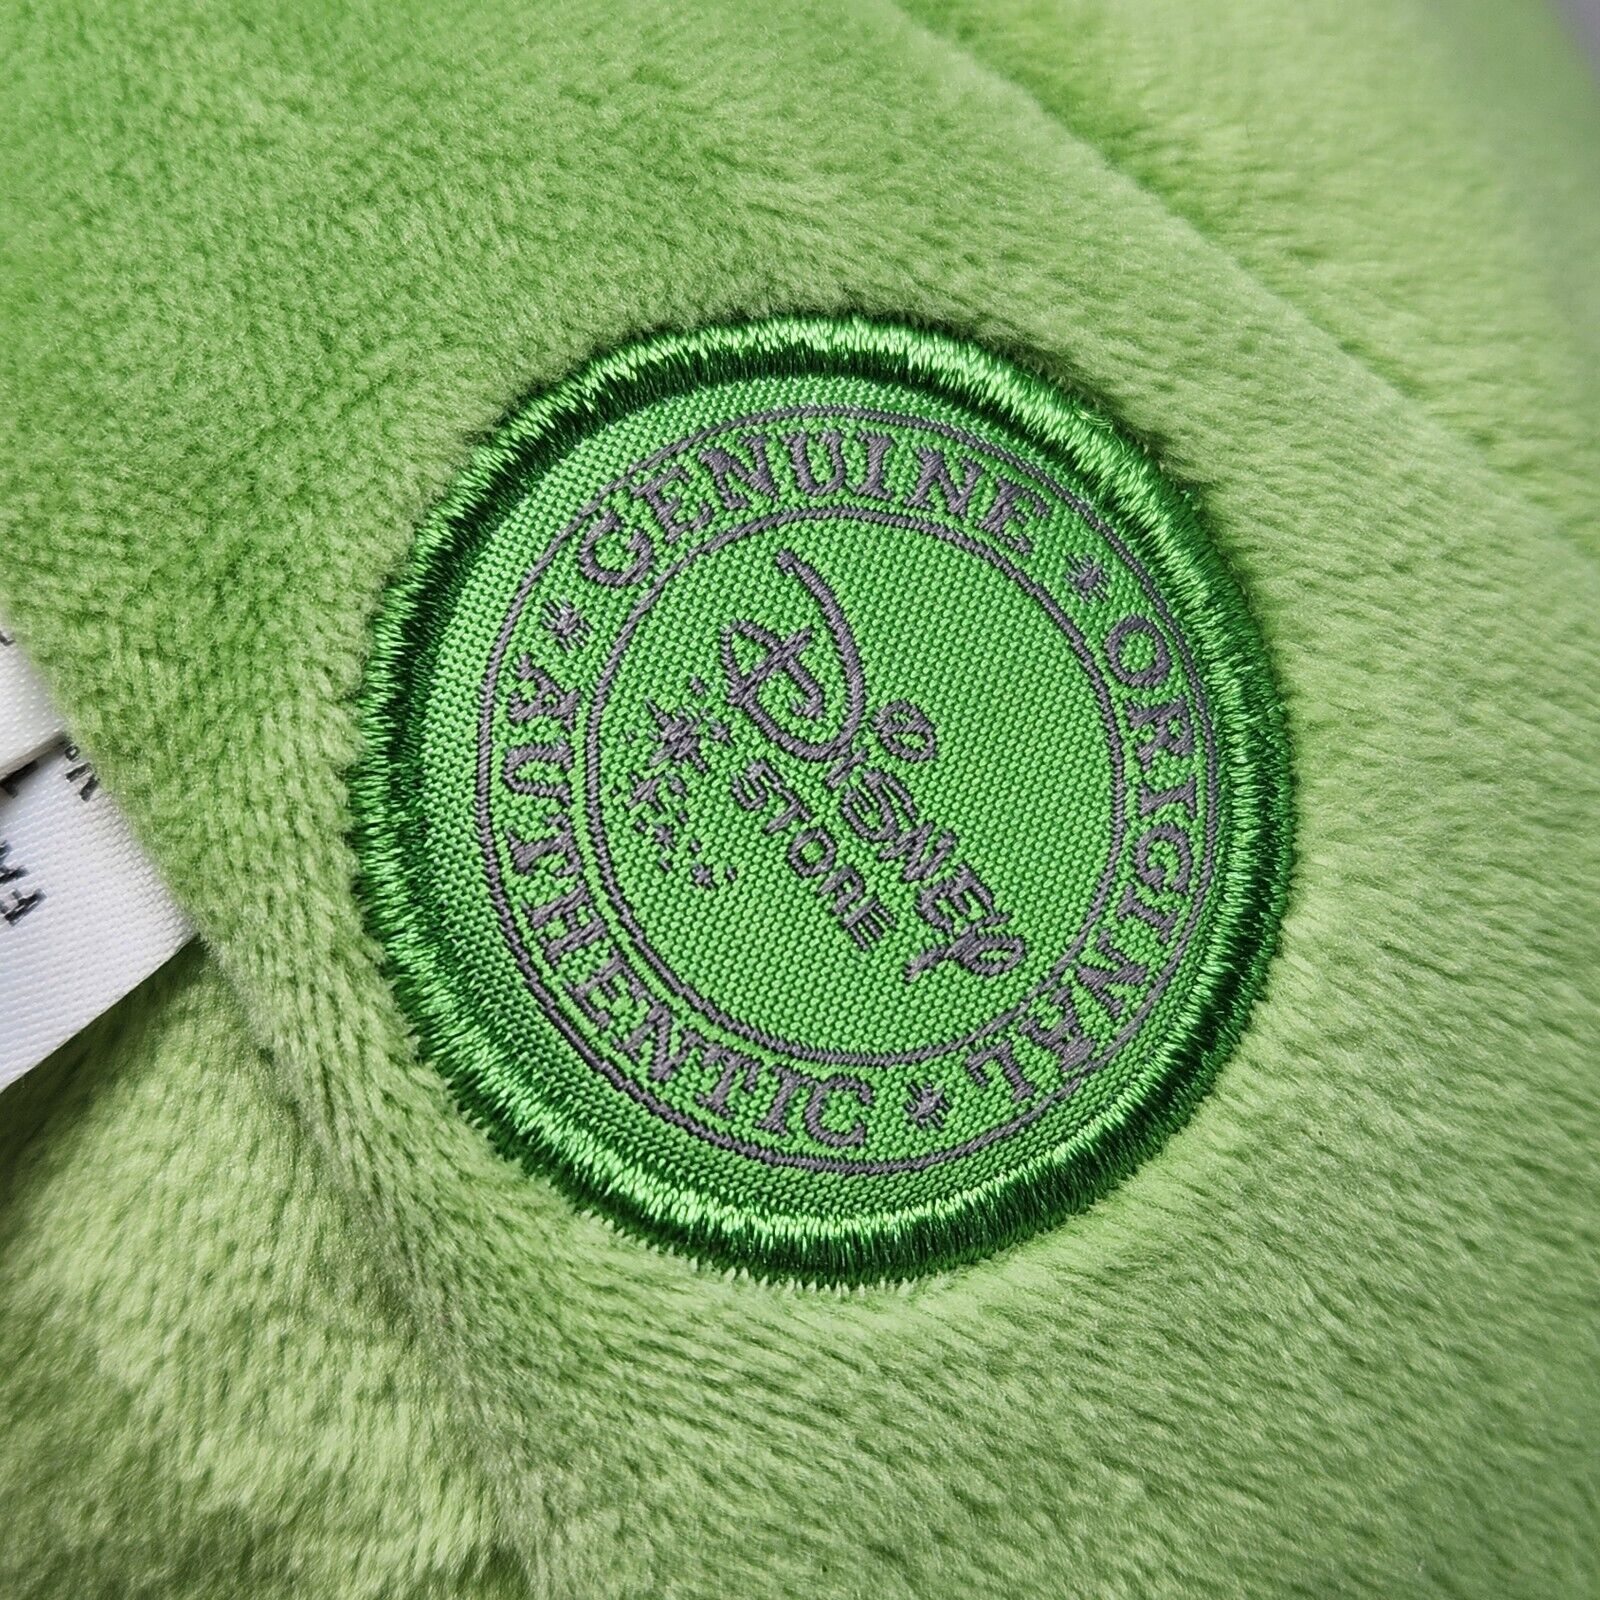 GENUINE * ORIGINAL * AUTHENTIC *
Disney
STORE